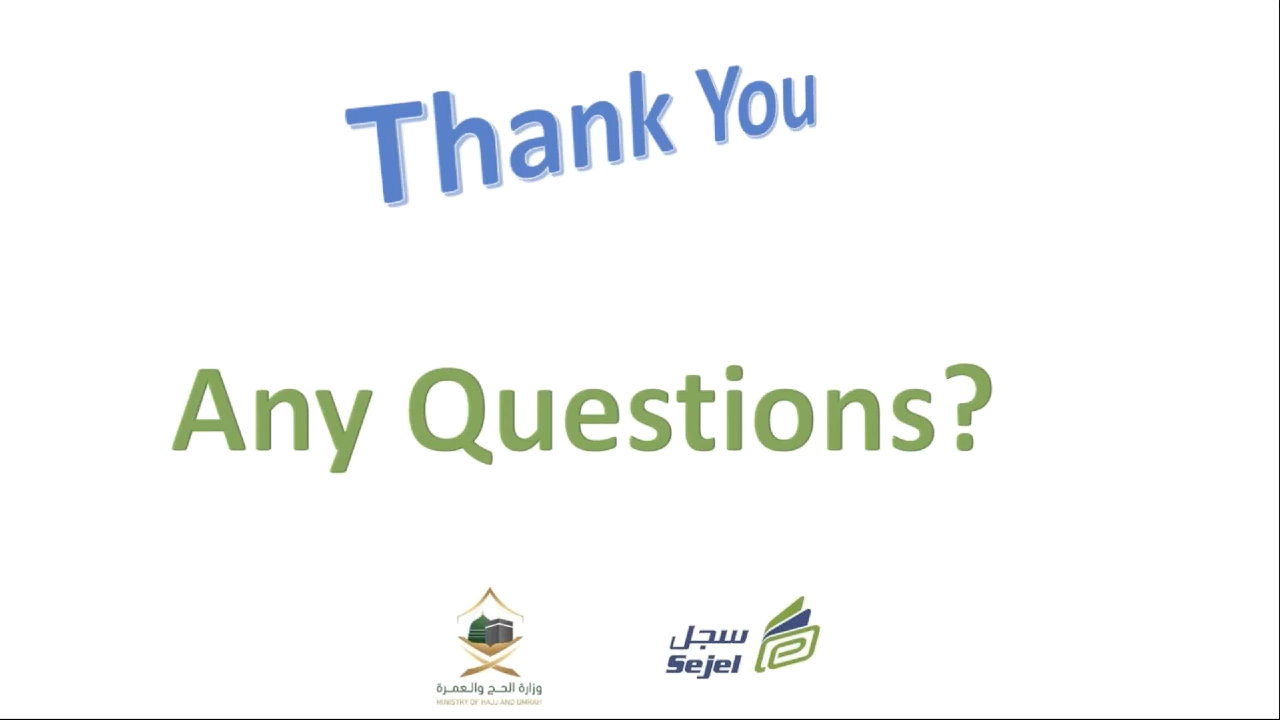 Thank You
Any Questions?
وزارة الحج والعمرة
MINISTRY OF HAJJ AND UMRAH
سجل
Sejel